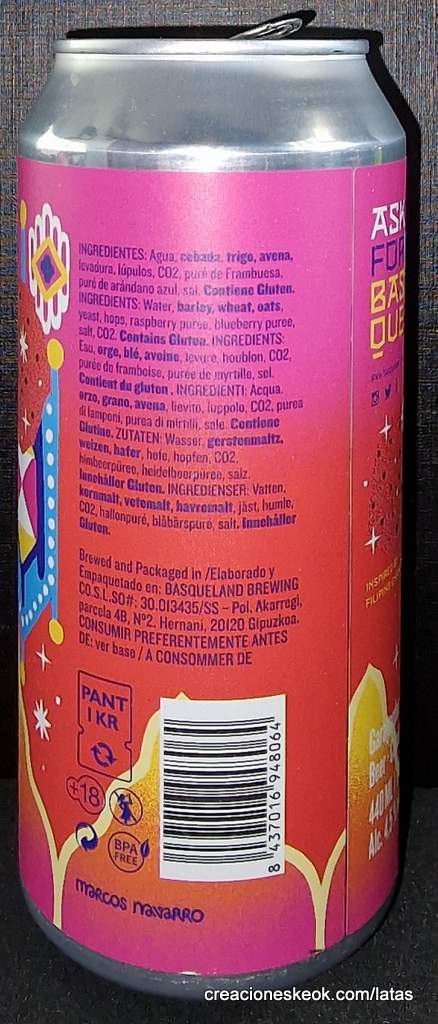 INGREDIENTES: Agua, cebada, trigo, avena,
levadura, lúpulos, CO2, puré de Frambuesa,
puré de arándano azul, sal. Contiene Gluten.
INGREDIENTS: Water, barley, wheat, oats,
yeast, hops, raspberry puree, blueberry puree,
salt, CO2. Contains Gluten. INGREDIENTS:
Eau, orge, blé, avoine, levure, houblon, CO2,
purée de framboise, purée de myrtille, sel.
Contient du gluten. INGREDIENTI: Acqua.
orzo, grano, avena, lievito, luppolo, CO2, purea
di lamponi, purea di mirtilli, sale. Contiene
Glutine. ZUTATEN: Wasser, gerstenmaltz,
weizen, hafer, hefe, hopfen, CO2,
himbeerpüree, heidelbeerpüree, salz.
Innehåller Gluten. INGREDIENSER: Vatten,
kornmalt, vetemalt, havremalt, jäst, humle,
CO2, hallonpuré, blåbärspuré, salt. Innehåller
Gluten.
Brewed and Packaged in /Elaborado y
Empaquetado en: BASQUELAND BREWING
CO.S.L.SO#: 30.013435/SS – Pol. Akarregi,
parcela 4B, Nº2. Hernani, 20120 Gipuzkoa.
CONSUMIR PREFERENTEMENTE ANTES
DE: ver base / A CONSOMMER DE
PANT
1 KR
+18
BPA
FREE
8 437016 948064
marcos navarro
ASK
FOR
BAS
QUE
INSPIRED
FILIPINE
Beer
440 ML
Alc.
creacioneskeok.com/latas